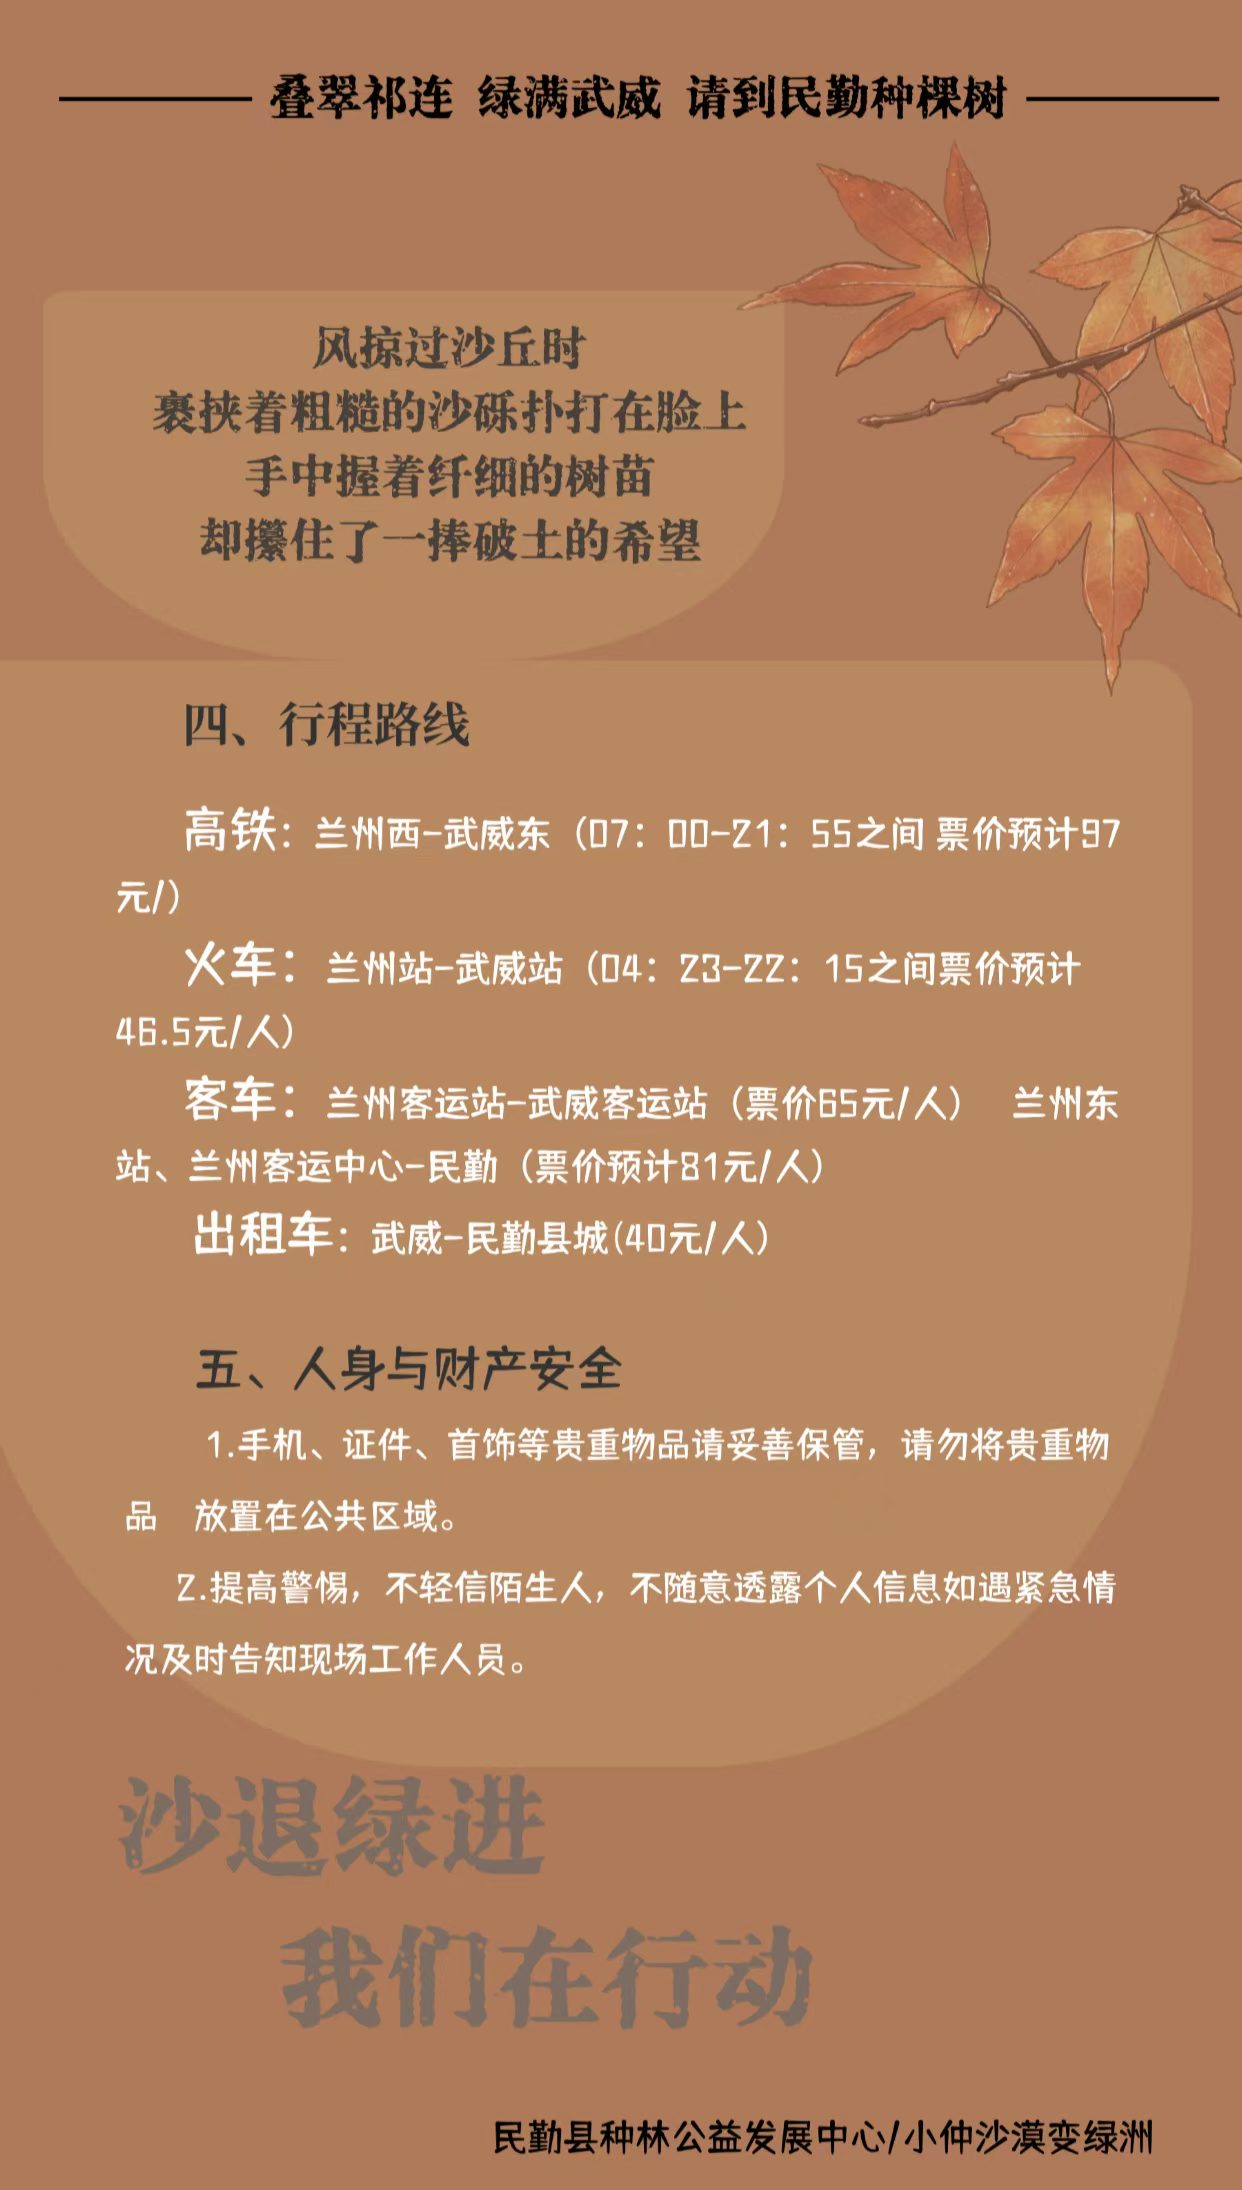 叠翠祁连 绿满武威 请到民勤种棵树
风掠过沙丘时
裹挟着粗糙的沙砾扑打在脸上
手中握着纤细的树苗
却攥住了一捧破土的希望
四、行程路线
高铁：兰州西-武威东（07：00-21：55之间 票价预计97
元/）
火车：兰州站-武威站（04：23-22：15之间票价预计
46.5元/人）
客车：兰州客运站-武威客运站（票价65元/人） 兰州东
站、兰州客运中心-民勤（票价预计81元/人）
出租车：武威-民勤县城(40元/人)
五、人身与财产安全
1.手机、证件、首饰等贵重物品请妥善保管，请勿将贵重物
品 放置在公共区域。
2.提高警惕，不轻信陌生人，不随意透露个人信息如遇紧急情
况及时告知现场工作人员。
沙退绿进
我们在行动
民勤县种林公益发展中心/小仲沙漠变绿洲